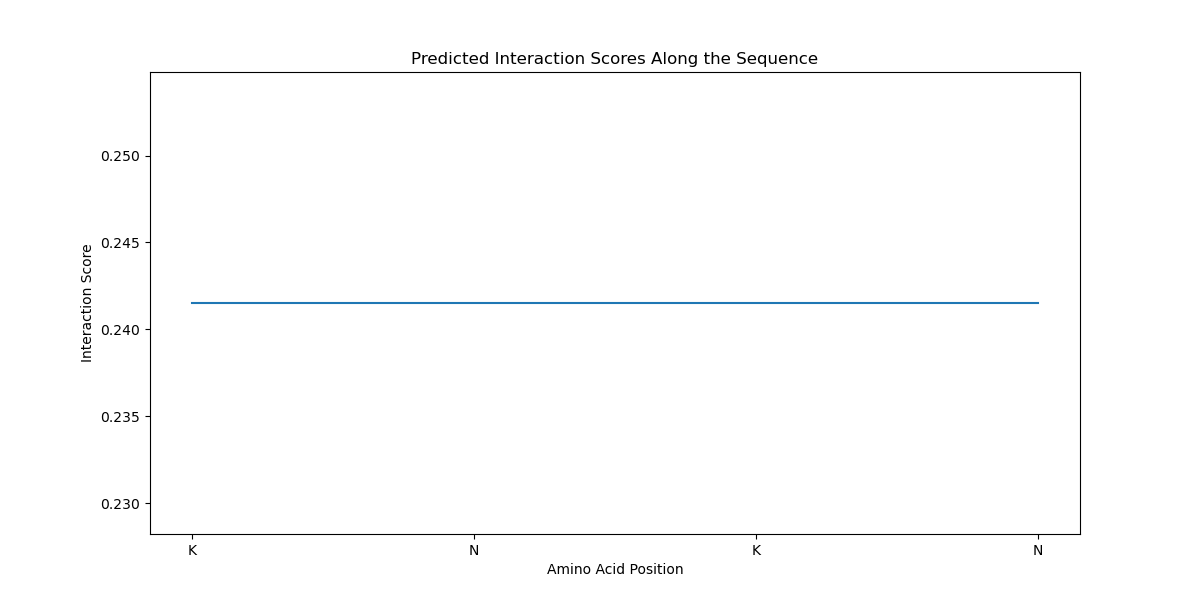 Predicted Interaction Scores Along the Sequence
0.250
0.245
0.240
0.235
0.230
Interaction Score
K N K N
Amino Acid Position